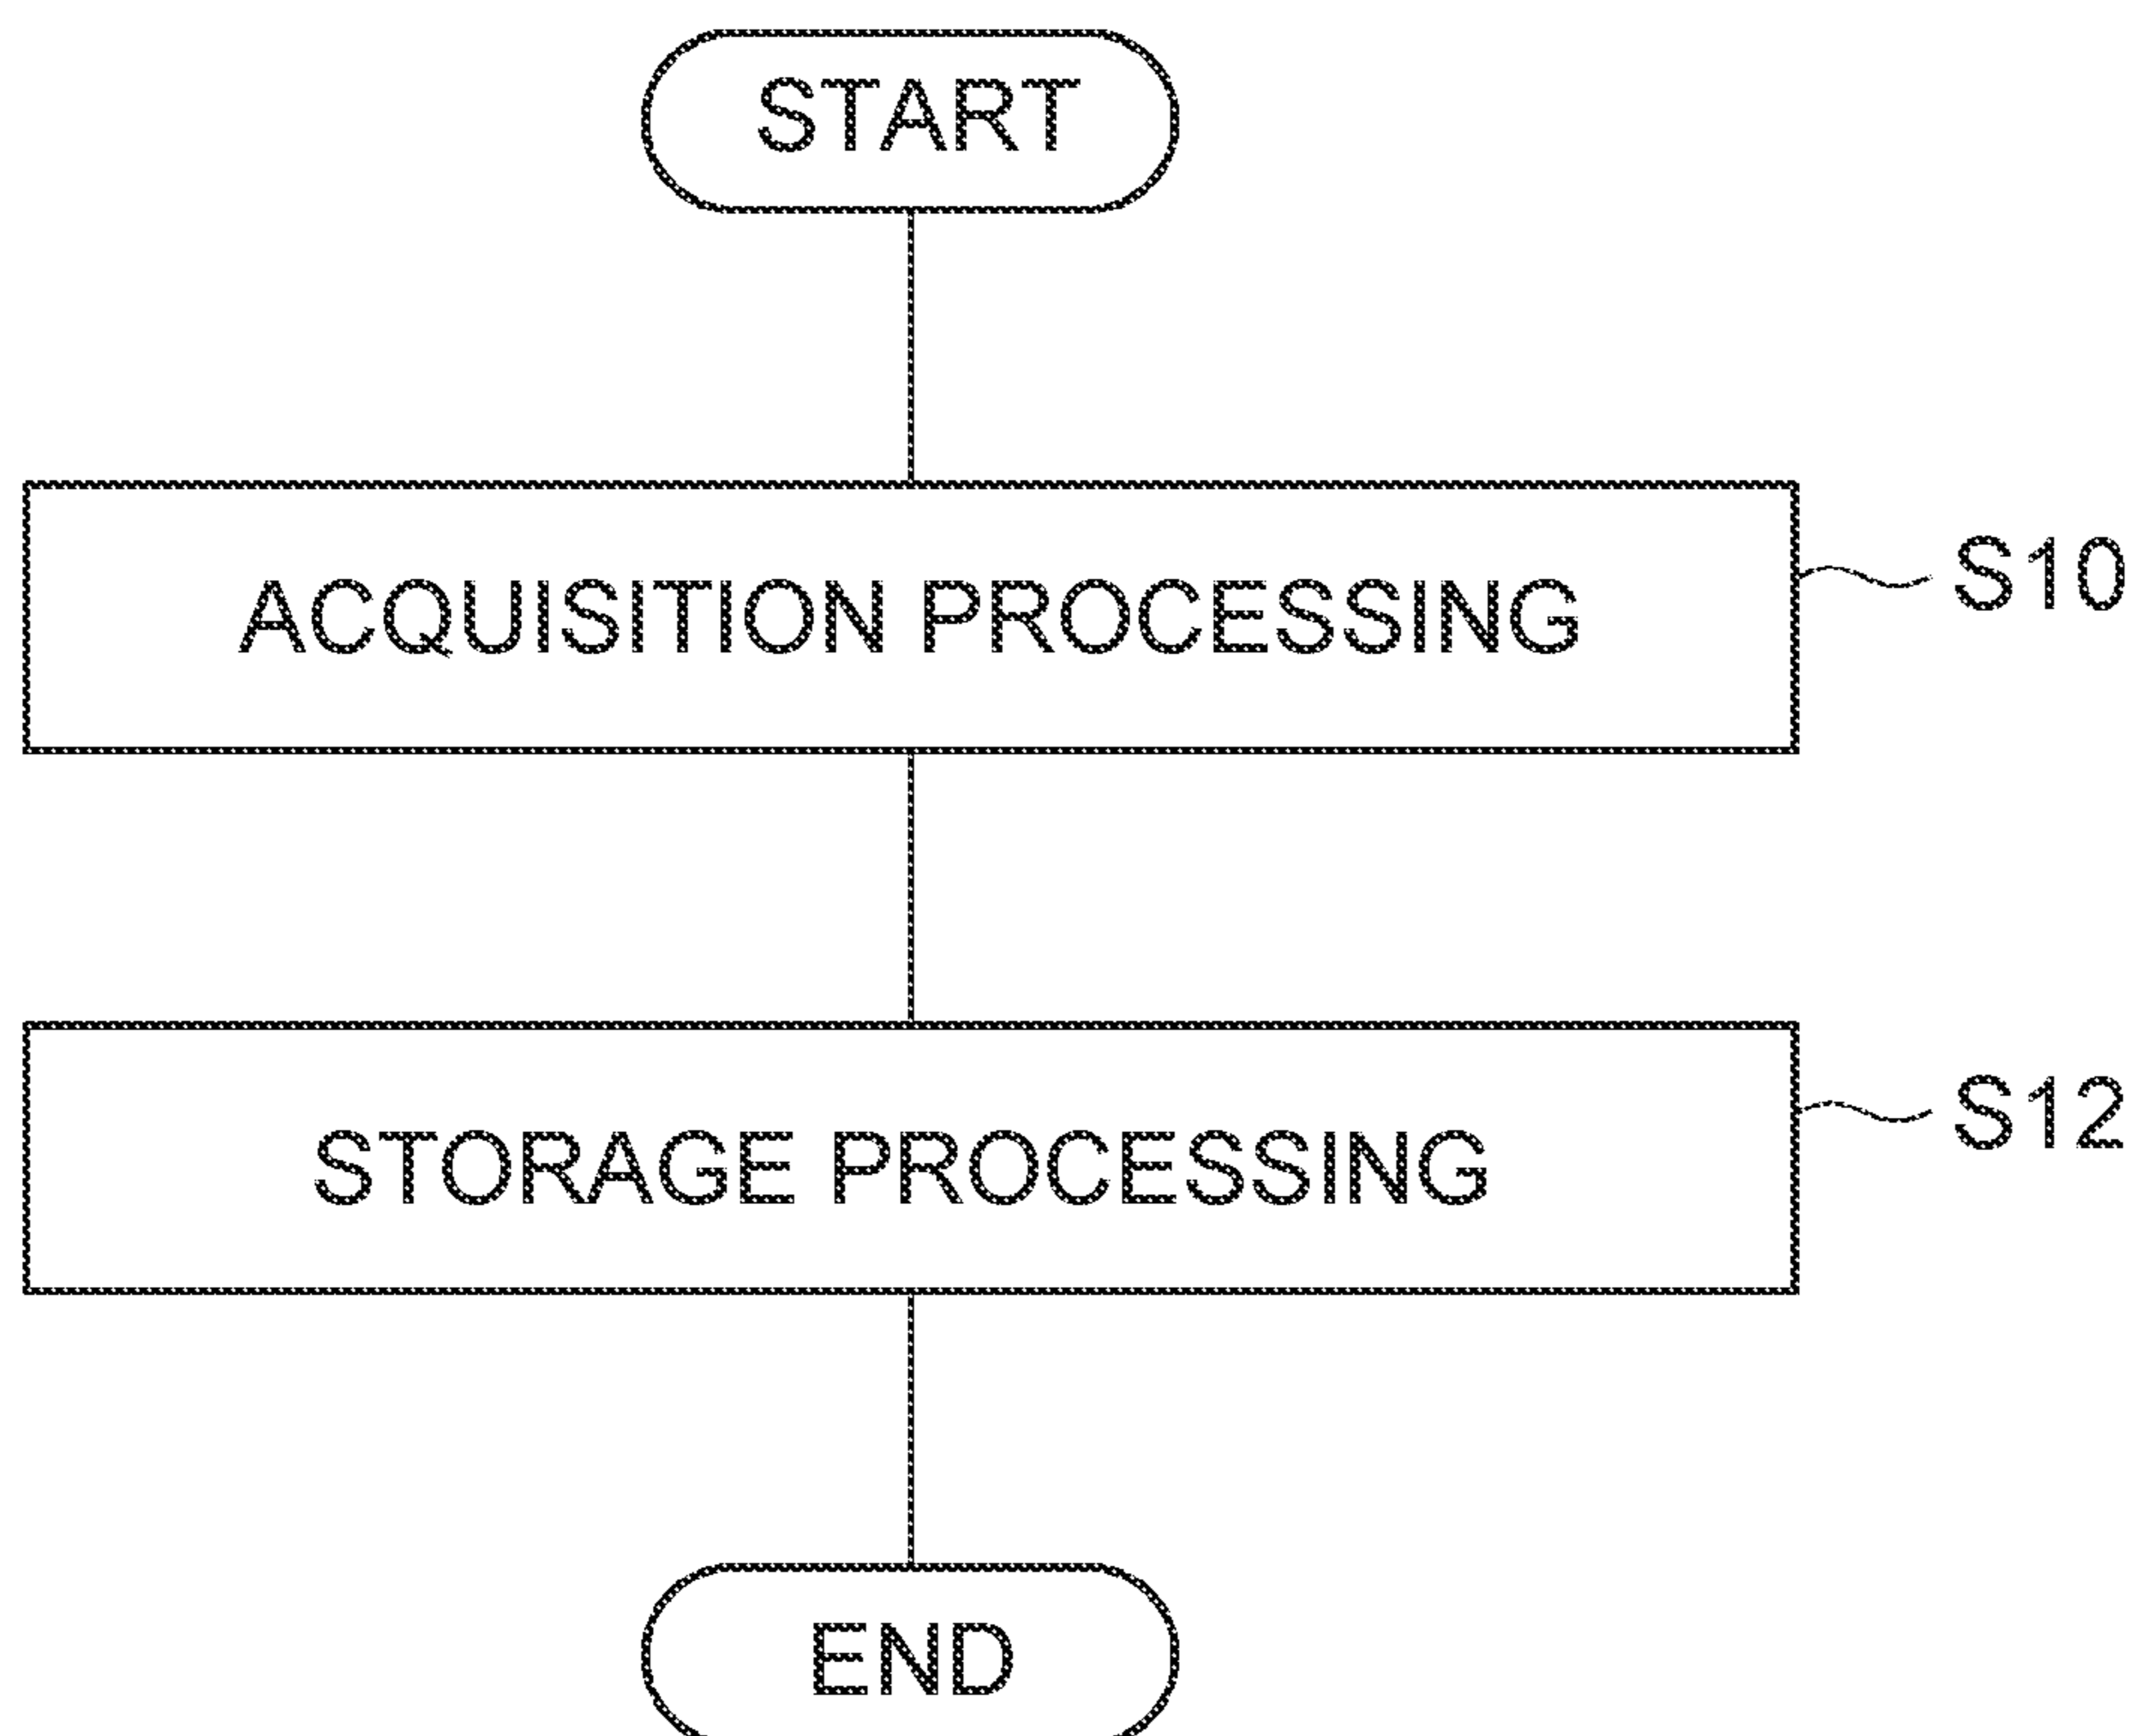 START
ACQUISITION PROCESSING
S10
STORAGE PROCESSING
S12
END